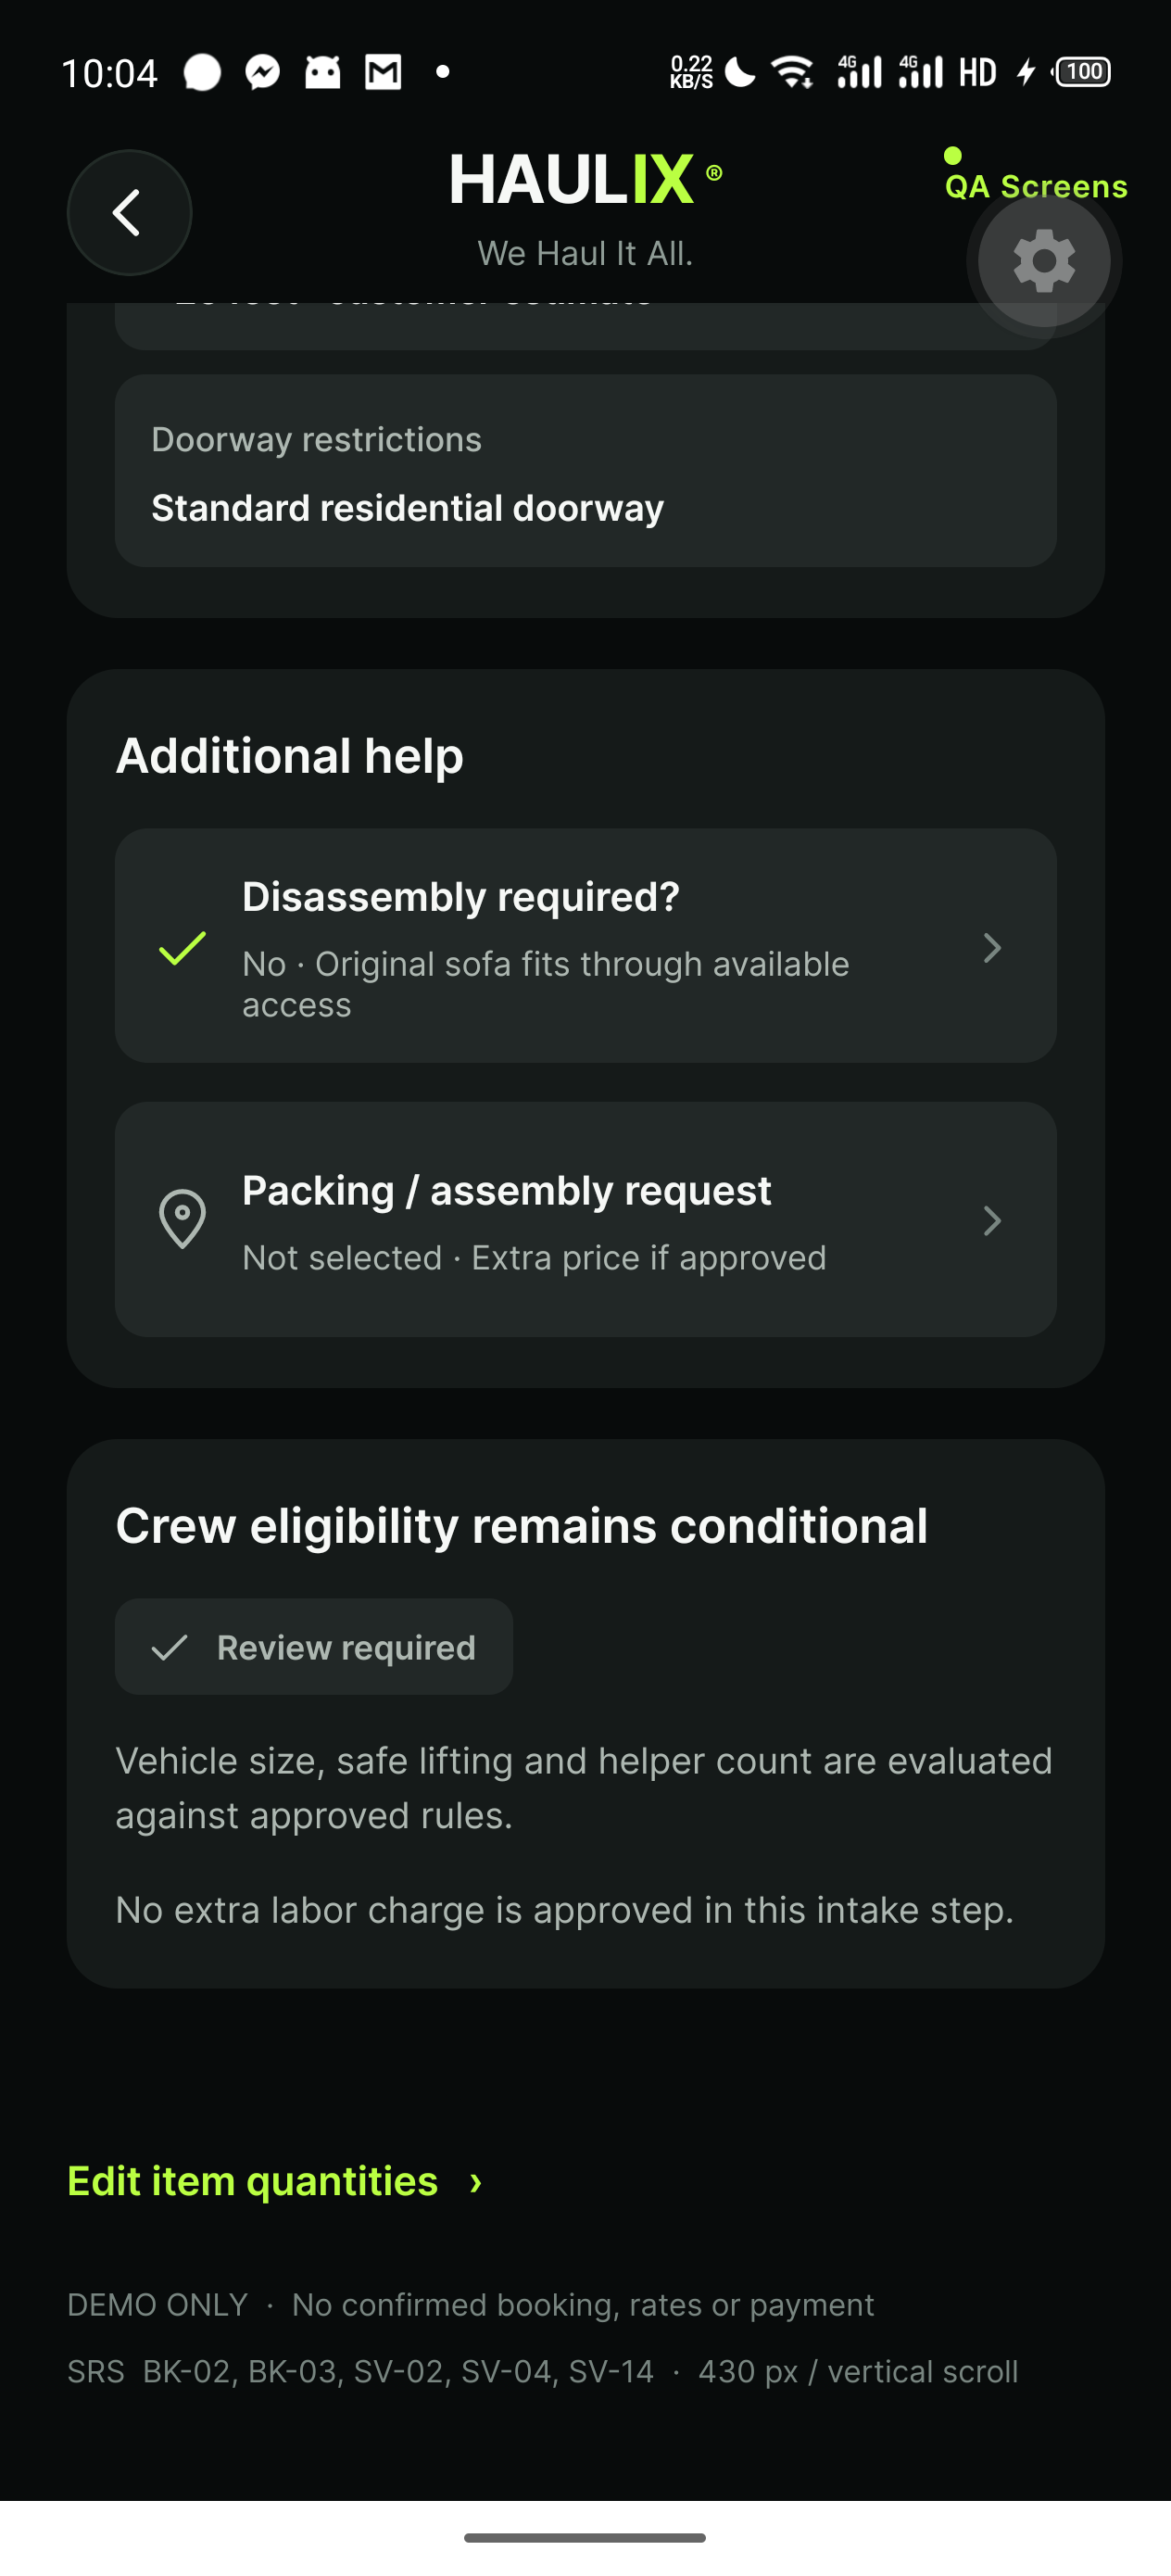 10:04
0.22 KB/S 4G 4G HD 100
HAULIX ®
QA Screens
We Haul It All.
Doorway restrictions
Standard residential doorway
Additional help
Disassembly required?
No · Original sofa fits through available
access
Packing / assembly request
Not selected · Extra price if approved
Crew eligibility remains conditional
Review required
Vehicle size, safe lifting and helper count are evaluated
against approved rules.
No extra labor charge is approved in this intake step.
Edit item quantities ›
DEMO ONLY · No confirmed booking, rates or payment
SRS BK-02, BK-03, SV-02, SV-04, SV-14 · 430 px / vertical scroll